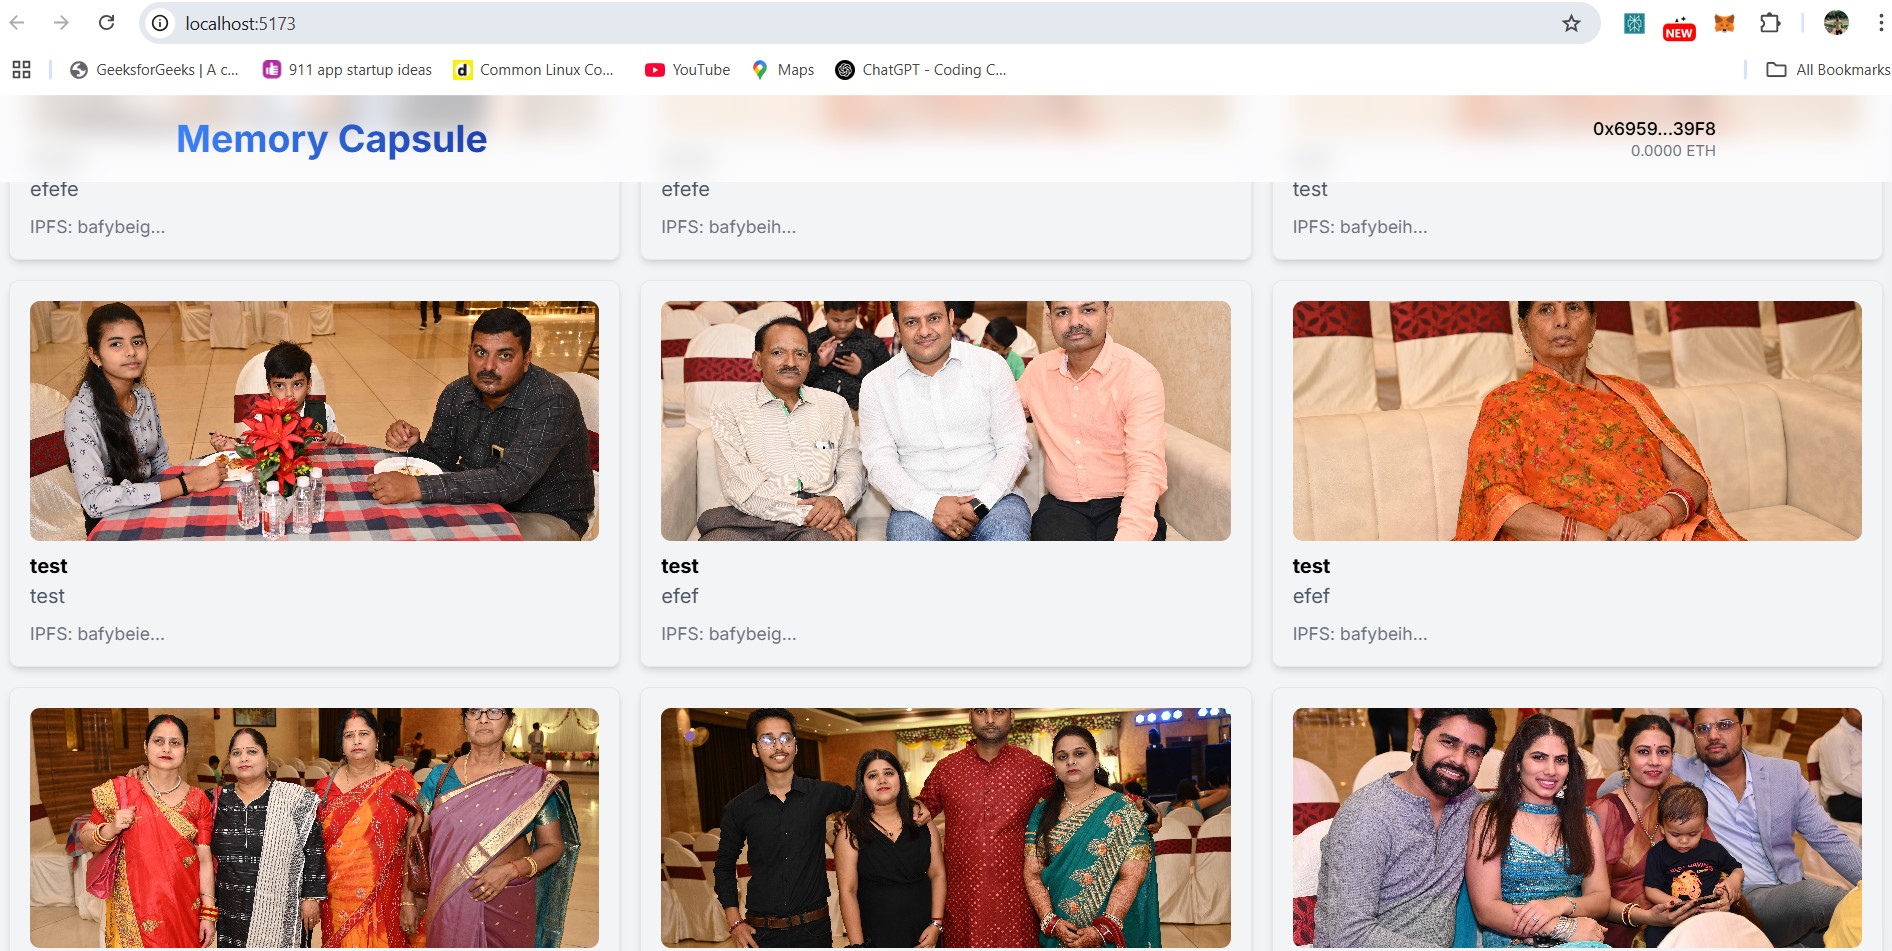 localhost:5173
NEW
GeeksforGeeks | A c...
911 app startup ideas
Common Linux Co...
YouTube
Maps
ChatGPT - Coding C...
All Bookmarks
Memory Capsule
0x6959...39F8
0.0000 ETH
efefe
IPFS: bafybeig...
efefe
IPFS: bafybeih...
test
IPFS: bafybeih...
test
test
IPFS: bafybeie...
test
efef
IPFS: bafybeig...
test
efef
IPFS: bafybeih...